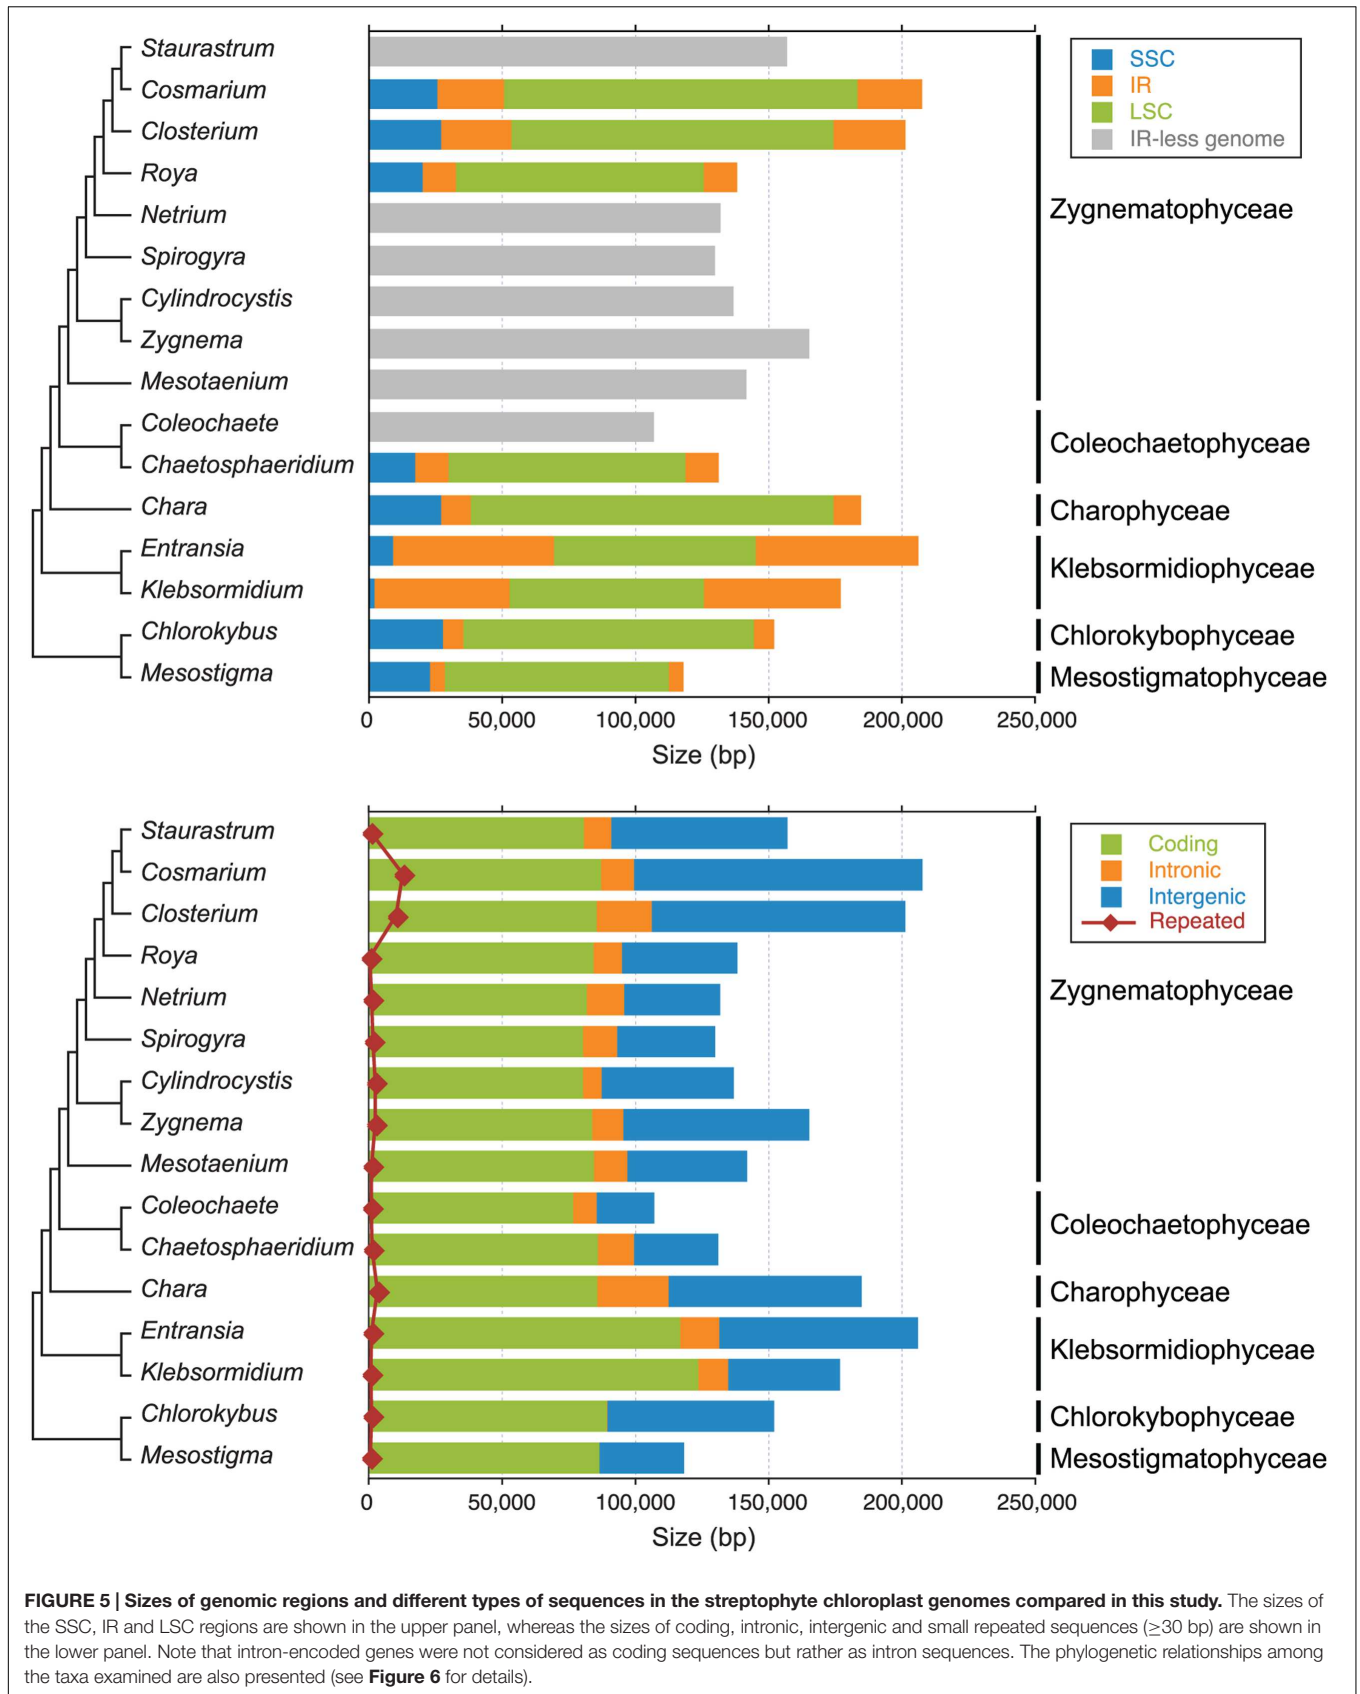 Staurastrum
Cosmarium
Closterium
Roya
Netrium
Spirogyra
Cylindrocystis
Zygnema
Mesotaenium
Coleochaete
Chaetosphaeridium
Chara
Entransia
Klebsormidium
Chlorokybus
Mesostigma
SSC
IR
LSC
IR-less genome
Zygnematophyceae
Coleochaetophyceae
Charophyceae
Klebsormidiophyceae
Chlorokybophyceae
Mesostigmatophyceae
0 50,000 100,000 150,000 200,000 250,000
Size (bp)
Staurastrum
Cosmarium
Closterium
Roya
Netrium
Spirogyra
Cylindrocystis
Zygnema
Mesotaenium
Coleochaete
Chaetosphaeridium
Chara
Entransia
Klebsormidium
Chlorokybus
Mesostigma
Coding
Intronic
Intergenic
Repeated
Zygnematophyceae
Coleochaetophyceae
Charophyceae
Klebsormidiophyceae
Chlorokybophyceae
Mesostigmatophyceae
0 50,000 100,000 150,000 200,000 250,000
Size (bp)
FIGURE 5 | Sizes of genomic regions and different types of sequences in the streptophyte chloroplast genomes compared in this study. The sizes of
the SSC, IR and LSC regions are shown in the upper panel, whereas the sizes of coding, intronic, intergenic and small repeated sequences (≥30 bp) are shown in
the lower panel. Note that intron-encoded genes were not considered as coding sequences but rather as intron sequences. The phylogenetic relationships among
the taxa examined are also presented (see Figure 6 for details).